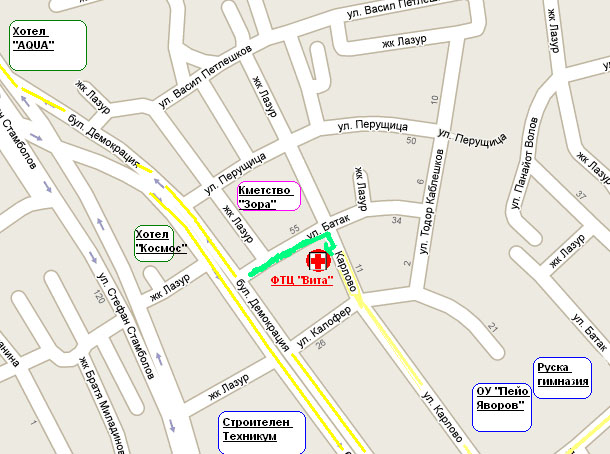 ул. Васил Петлешков
Хотел
"AQUA"
жк Лазур
жк Лазур
ул. Васил Петлешков
жк Лазур
жк Лазур
10
ул. Перущица
50
ул. Перущица
ул. Панайот Волов
жк Лазур
бул. Демокрация
Стамболов
ул. Перущица
Кметство
"Зора"
жк Лазур
6
37
жк Лазур
55
ул. Батак
34
ул. Тодор Каблешков
Хотел
"Космос"
жк Лазур
ул. Карлово
11
2
ФТЦ "Вита"
120
жк Лазур
бул. Демокрация
ул. Стефан Стамболов
ул. Калофер
26
21
ул. Батак
жк Братя Миладинов
жк Лазур
Руска
гимназия
ОУ "Пейо
Яворов"
ул. Карлово
Строителен
Техникум
1